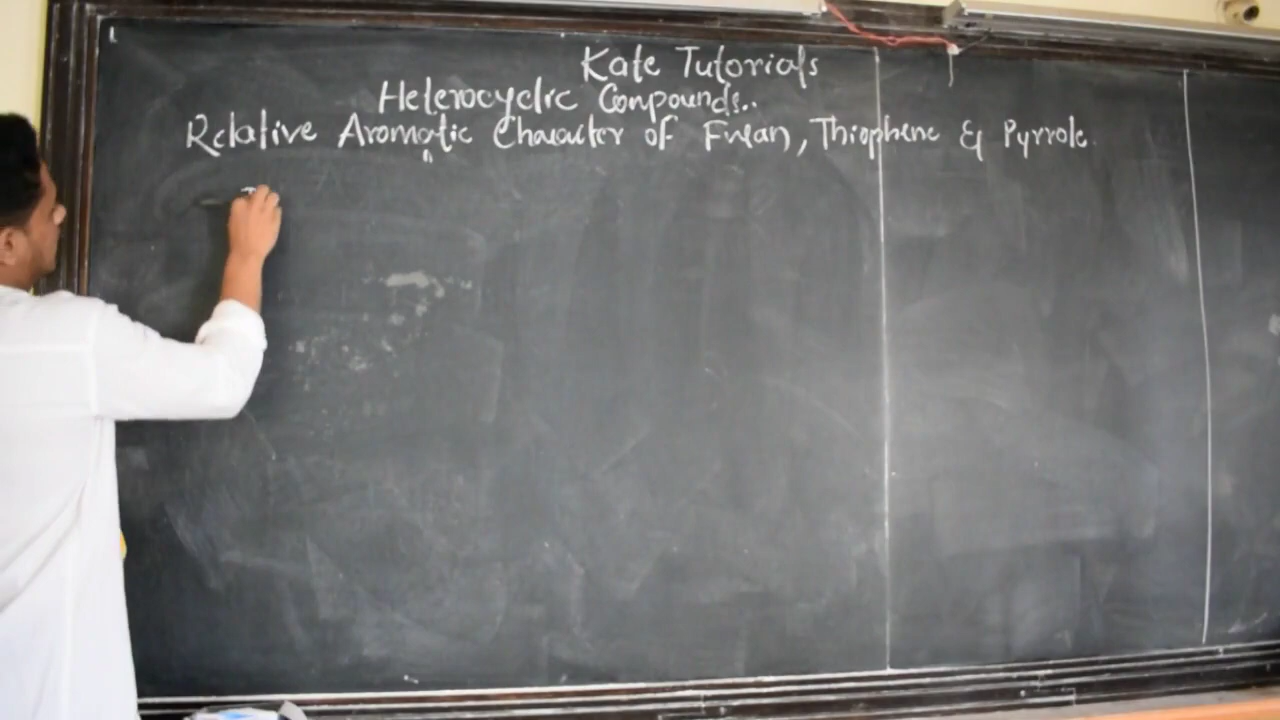 Kate Tutorials
Heterocyclic Compounds..
Relative Aromatic Character of Furan, Thiophene & Pyrrole.